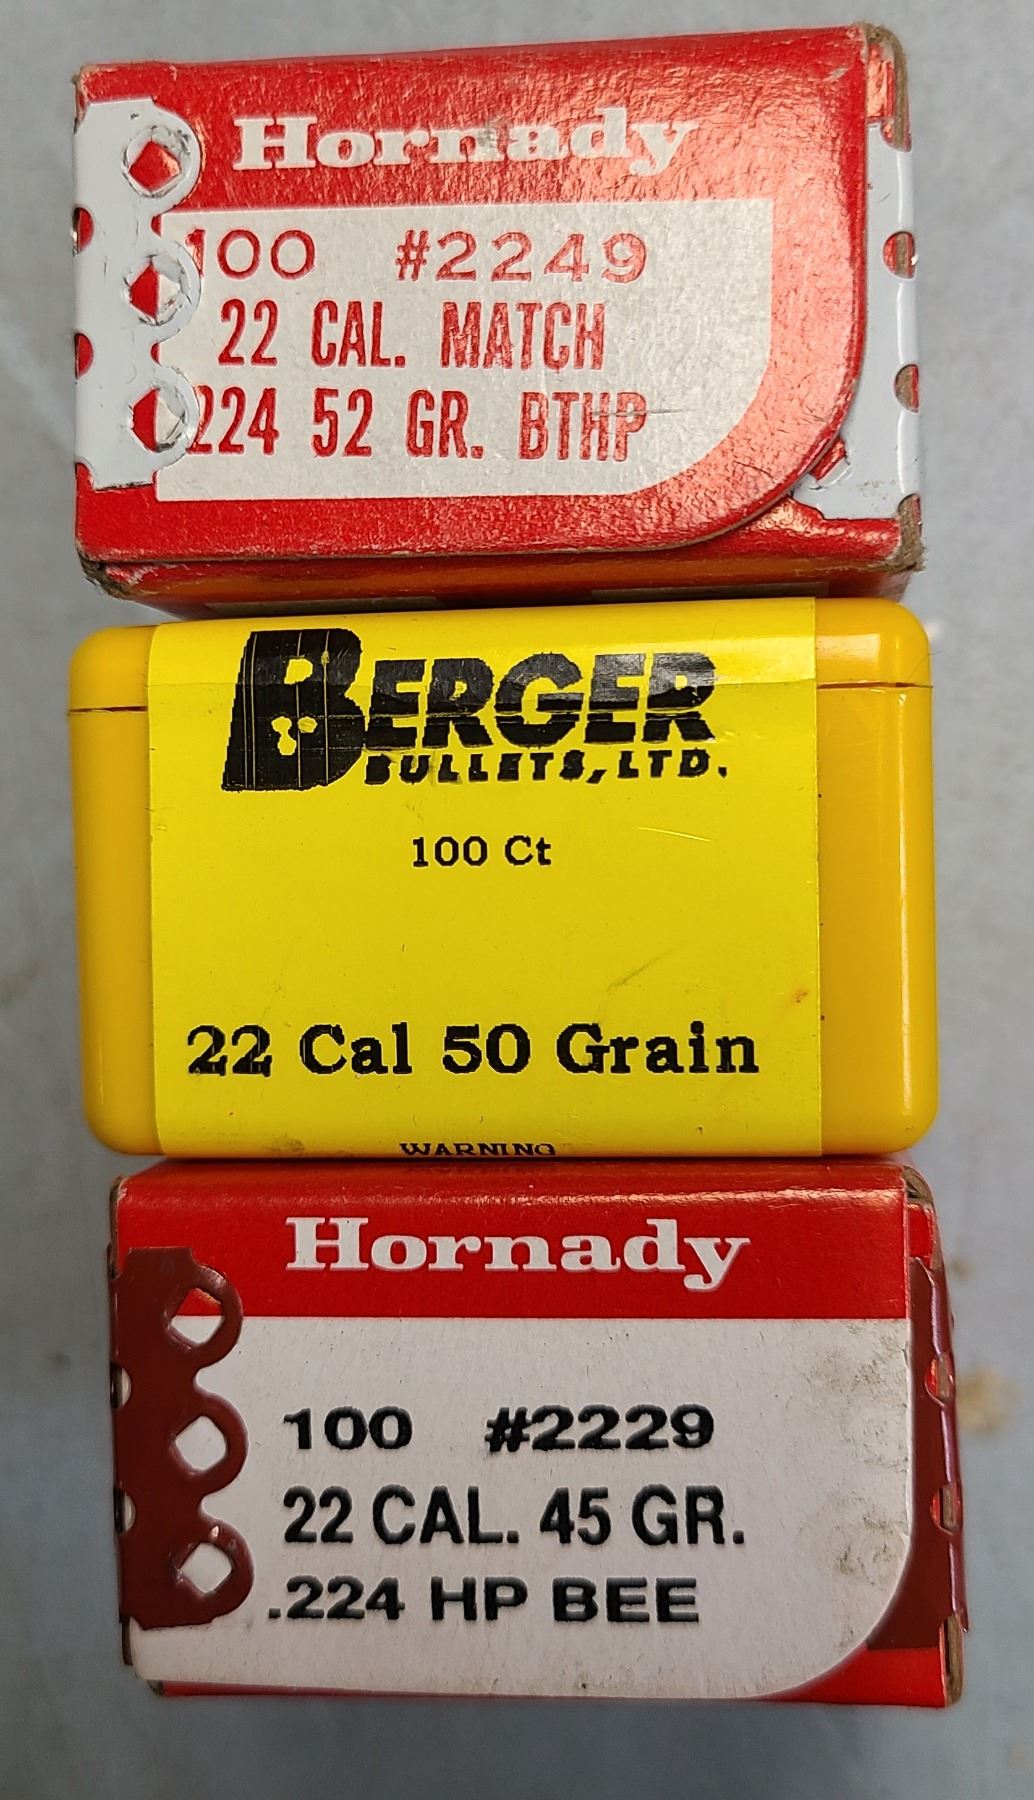 Hornady
100 #2249
22 CAL. MATCH
224 52 GR. BTHP
BERGER
BULLETS, LTD.
100 Ct
22 Cal 50 Grain
WARNING
Hornady
100 #2229
22 CAL. 45 GR.
.224 HP BEE